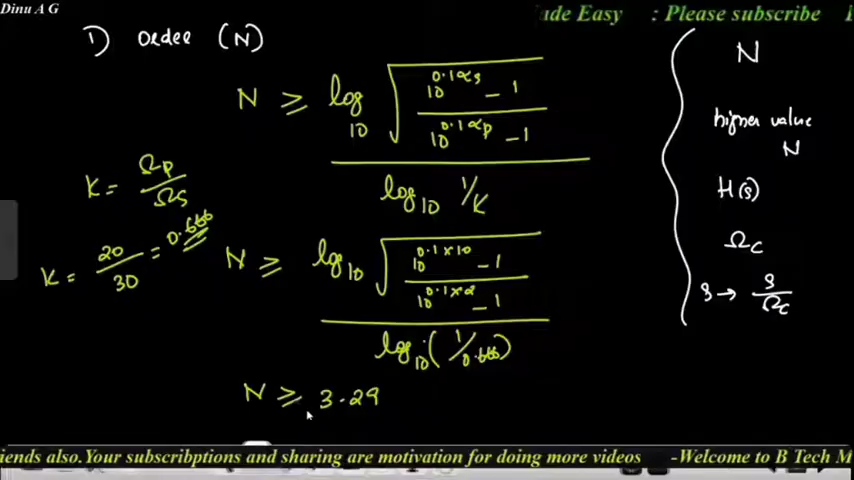 Dinu A G
ade Easy : Please subscribe
1) order (N)
N ≥ log₁₀ √((10^(0.1αs) - 1) / (10^(0.1αp) - 1)) / log₁₀ 1/K
K = Ωp/Ωs
K = 20/30 = 0.666
N ≥ log₁₀ √((10^(0.1×10) - 1) / (10^(0.1×2) - 1)) / log₁₀ (1/0.666)
N ≥ 3.29
N
higher value
N
H(s)
Ωc
s → s/Ωc
iends also.Your subscribptions and sharing are motivation for doing more videos -Welcome to B Tech M